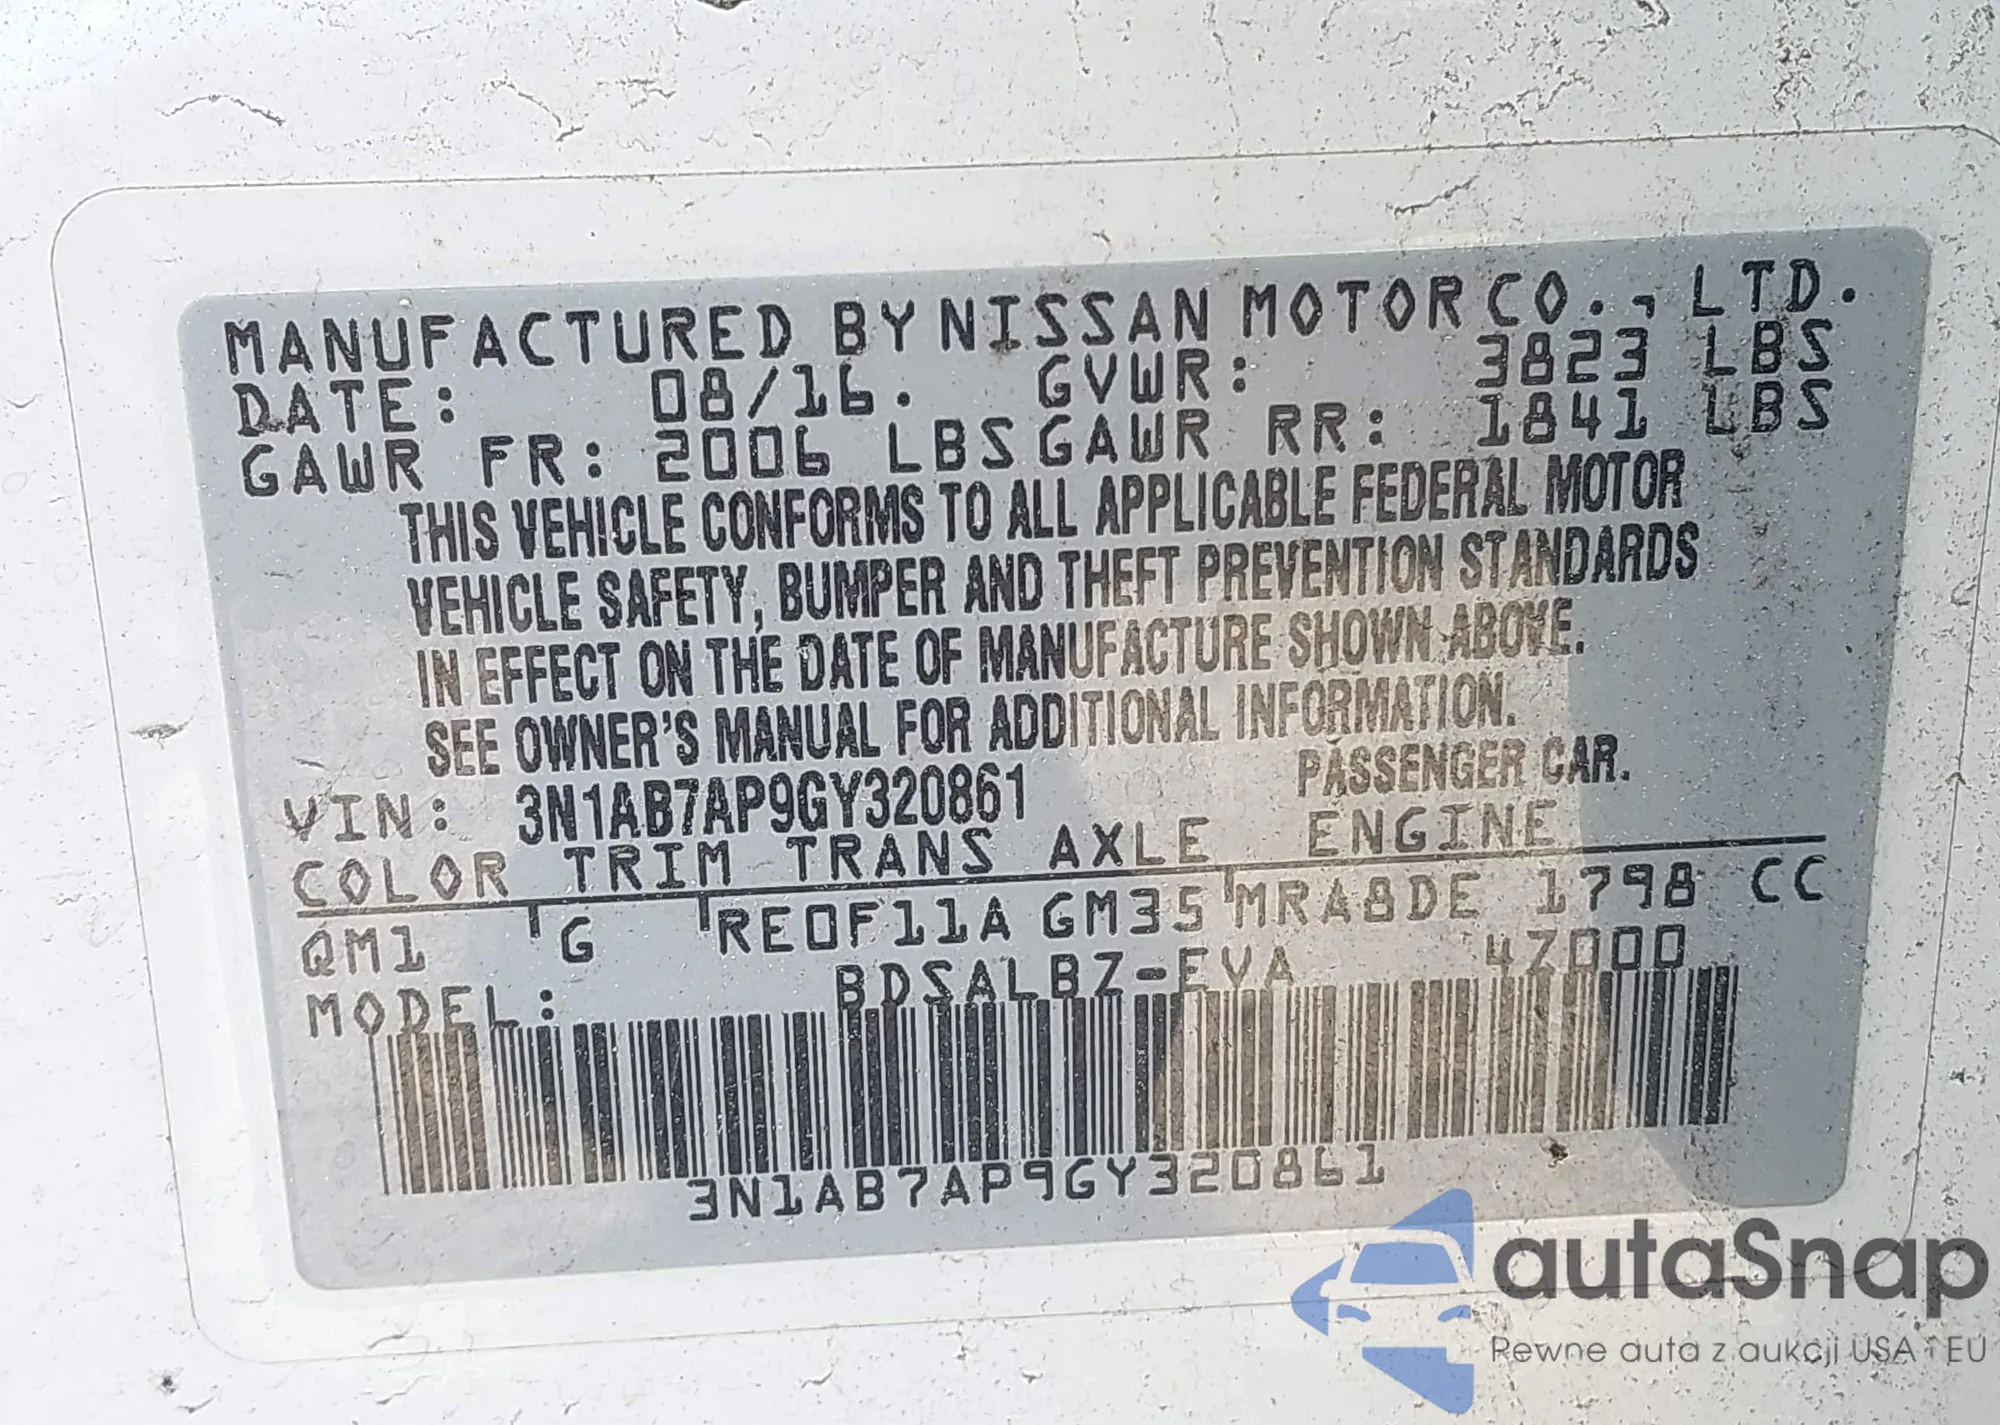 MANUFACTURED BY NISSAN MOTOR CO., LTD.
DATE: 08/16. GVWR: 3823 LBS
GAWR FR: 2006 LBS GAWR RR: 1841 LBS
THIS VEHICLE CONFORMS TO ALL APPLICABLE FEDERAL MOTOR
VEHICLE SAFETY, BUMPER AND THEFT PREVENTION STANDARDS
IN EFFECT ON THE DATE OF MANUFACTURE SHOWN ABOVE.
SEE OWNER'S MANUAL FOR ADDITIONAL INFORMATION.
VIN: 3N1AB7AP9GY320861 PASSENGER CAR.
COLOR TRIM TRANS AXLE ENGINE
QM1 G RE0F11A GM35 MRA8DE 1798 CC
MODEL: BDSALBZ-EVA 4Z000
3N1AB7AP9GY320861
autaSnap
Pewne auta z aukcji USA i EU